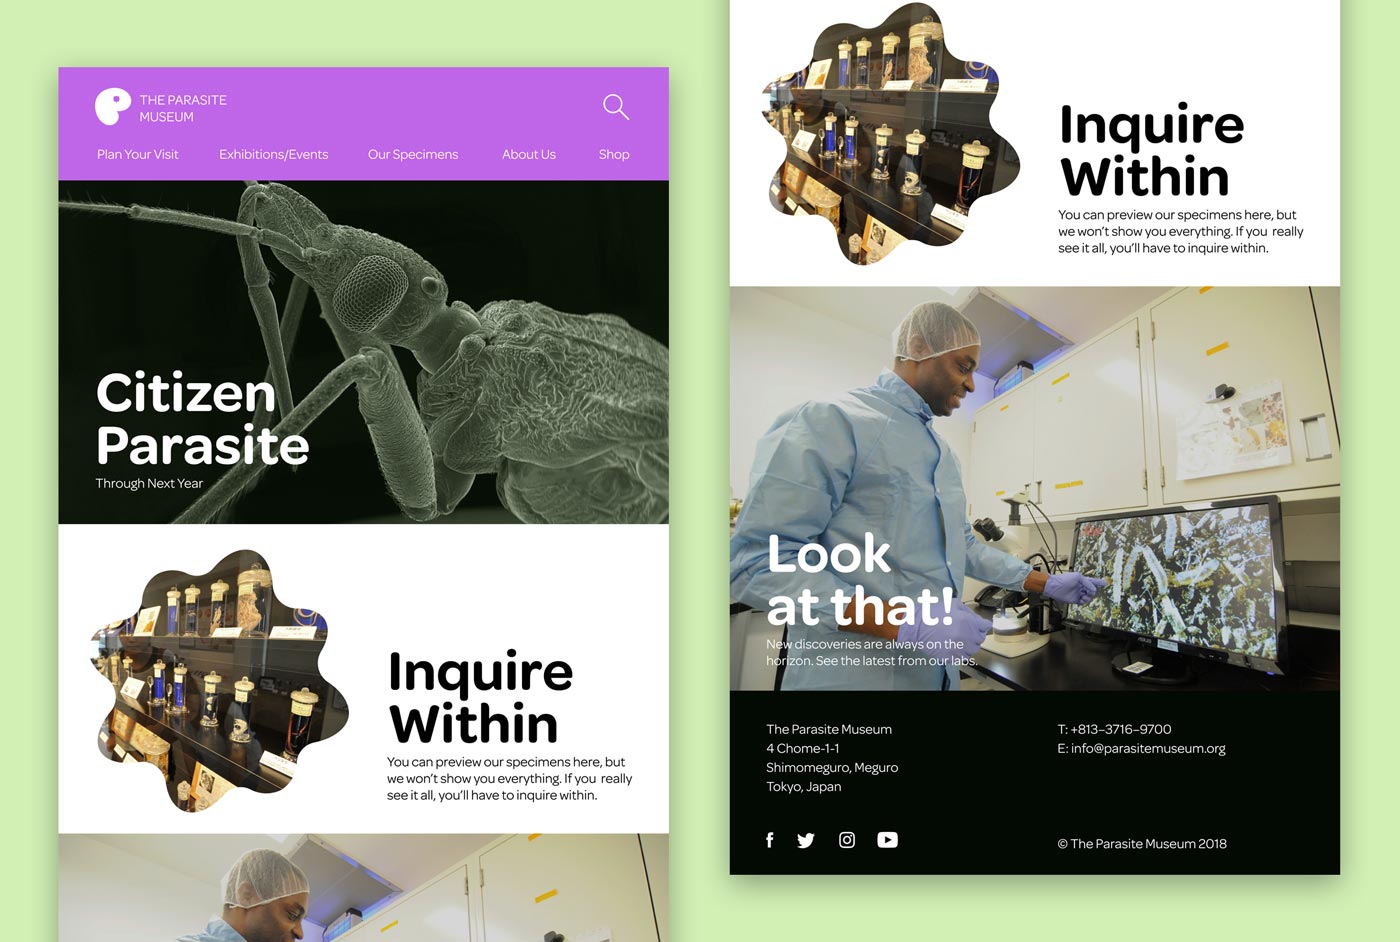 THE PARASITE
MUSEUM
Plan Your Visit
Exhibitions/Events
Our Specimens
About Us
Shop
Citizen
Parasite
Through Next Year
Inquire
Within
You can preview our specimens here, but
we won't show you everything. If you really
see it all, you'll have to inquire within.
Inquire
Within
You can preview our specimens here, but
we won't show you everything. If you really
see it all, you'll have to inquire within.
Look
at that!
New discoveries are always on the
horizon. See the latest from our labs.
The Parasite Museum
4 Chome-1-1
Shimomeguro, Meguro
Tokyo, Japan
T: +813–3716–9700
E: info@parasitemuseum.org
© The Parasite Museum 2018